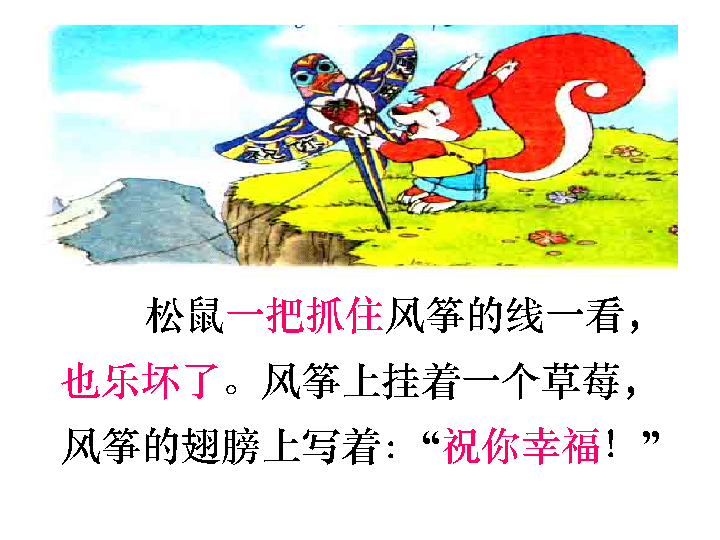 松鼠一把抓住风筝的线一看，
也乐坏了。风筝上挂着一个草莓，
风筝的翅膀上写着：“祝你幸福！”